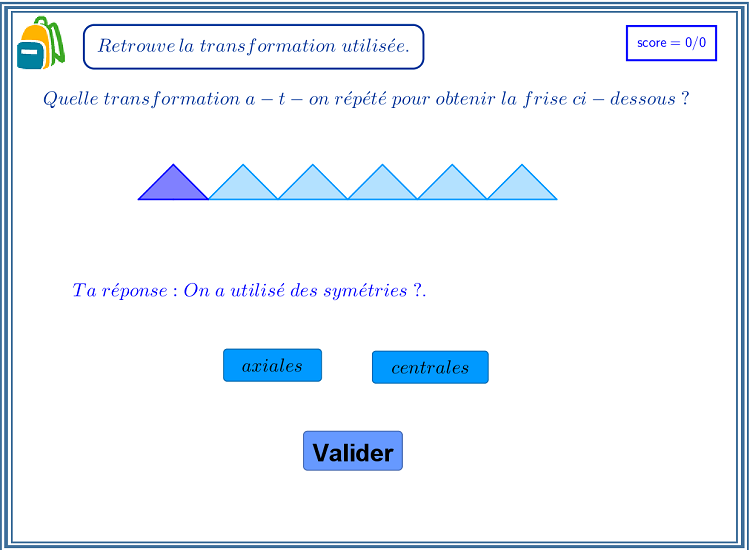 Retrouve la transformation utilisée.
score = 0/0
Quelle transformation a – t – on répété pour obtenir la frise ci – dessous ?
Ta réponse : On a utilisé des symétries ?.
axiales
centrales
Valider